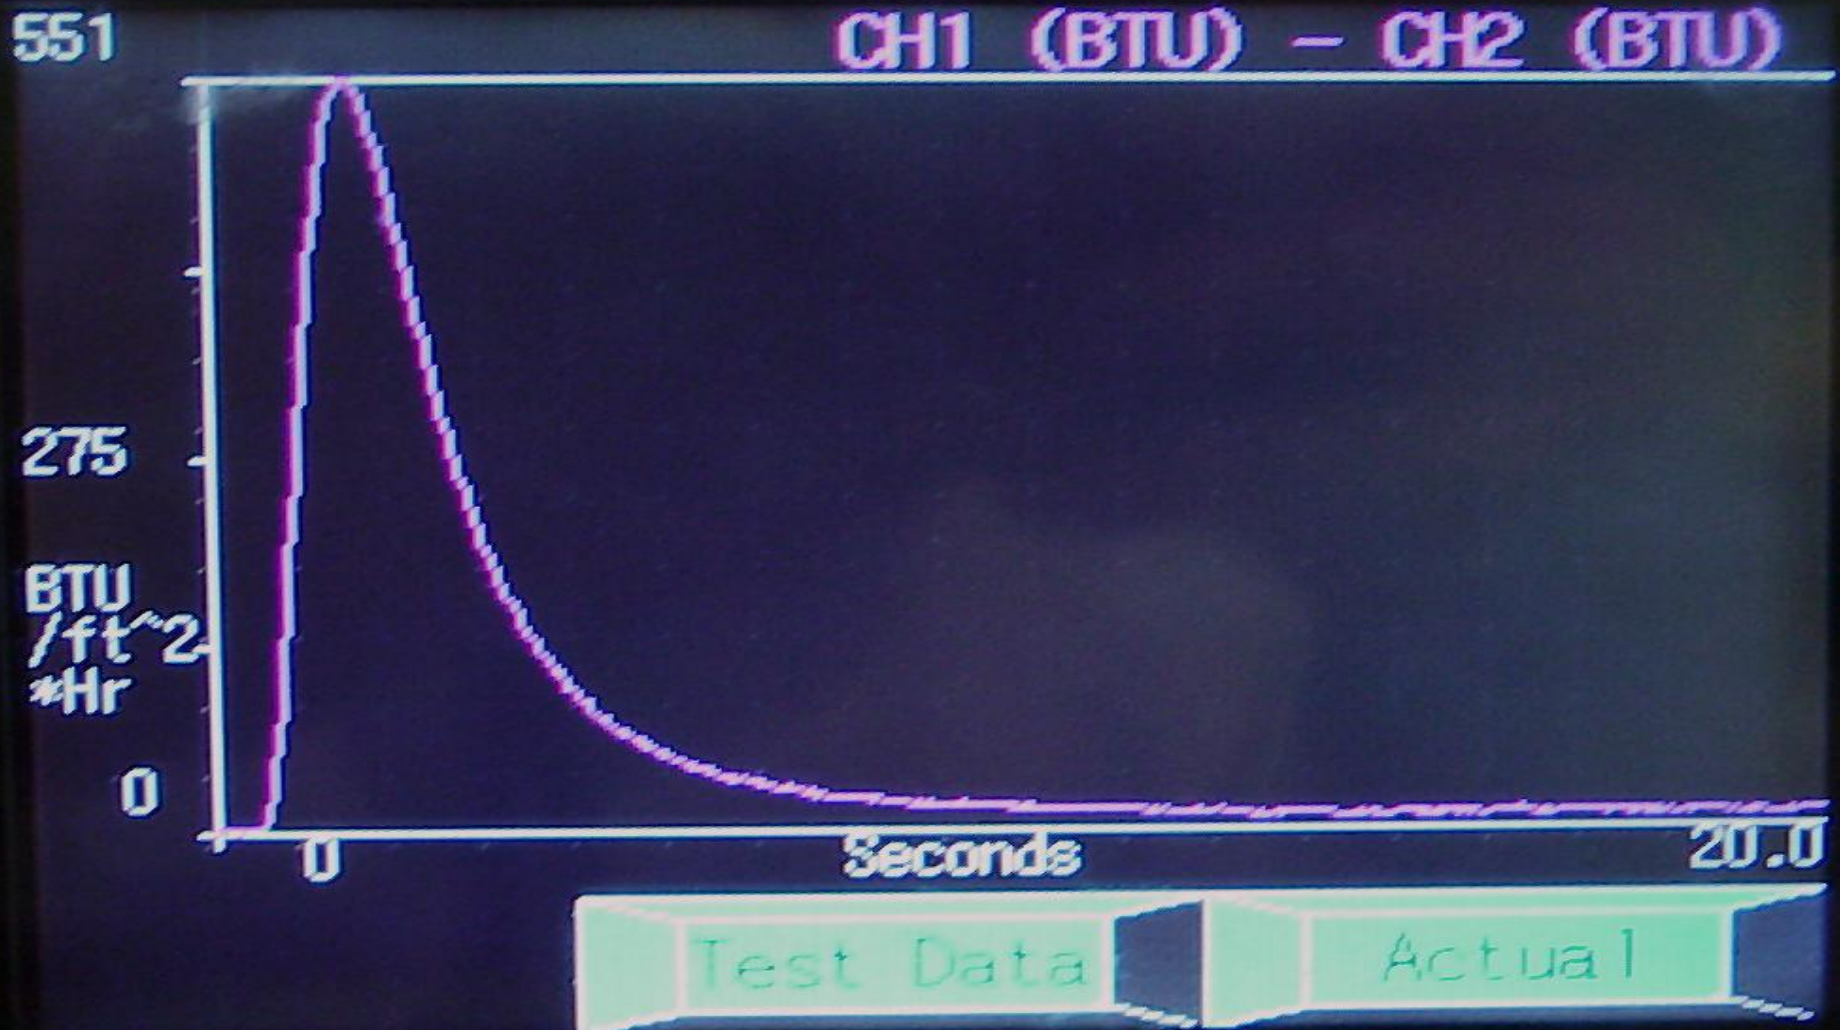 551
CH1 (BTU) - CH2 (BTU)
275
BTU
/ft^2
*Hr
0
0
Seconds
20.0
Test Data
Actual